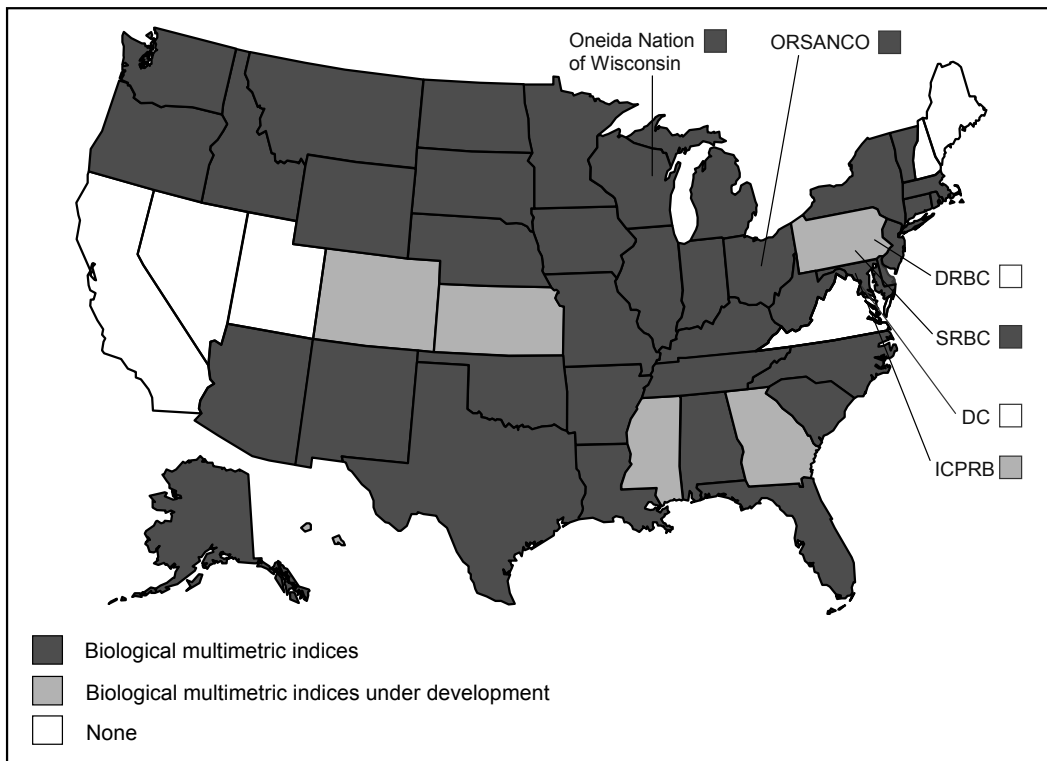 Oneida Nation
of Wisconsin
ORSANCO
DRBC
SRBC
DC
ICPRB
Biological multimetric indices
Biological multimetric indices under development
None